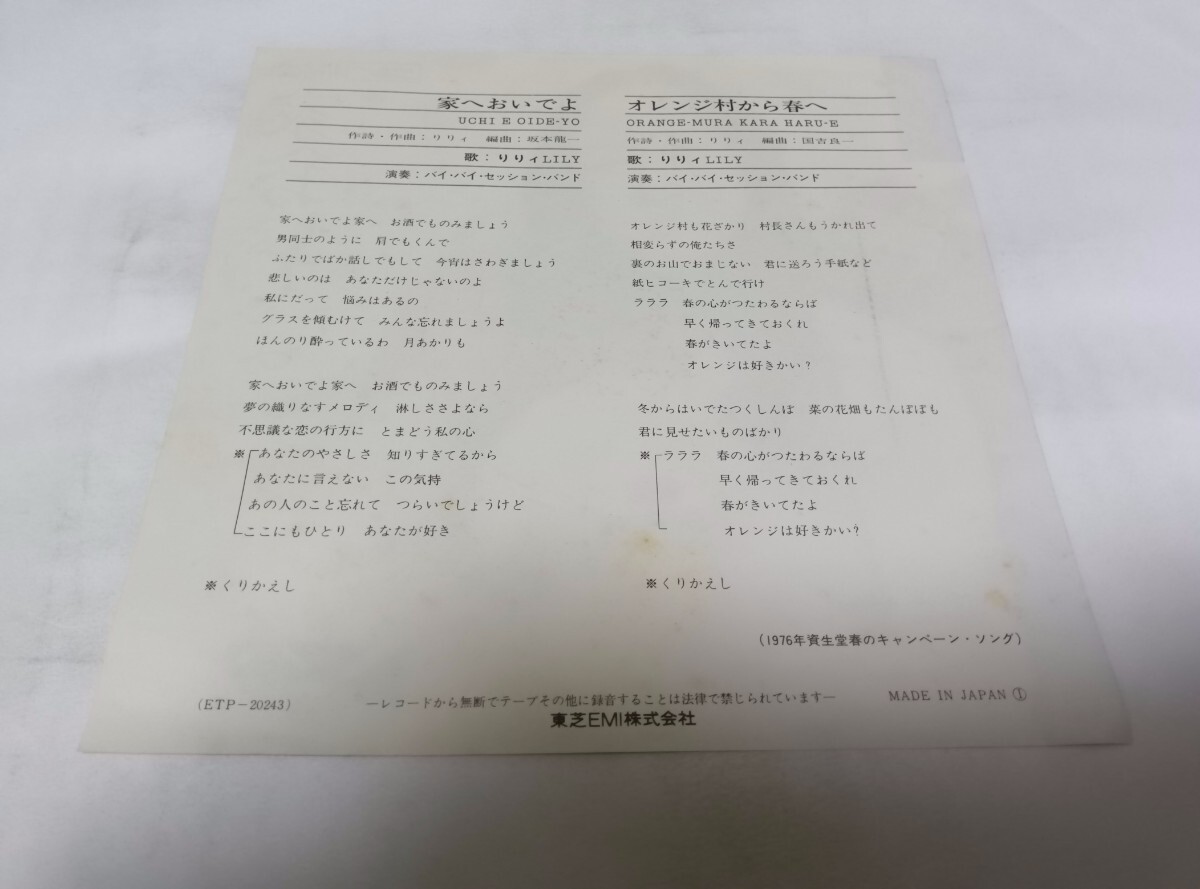 家へおいでよ
UCHI E OIDE-YO
作詩・作曲：りりィ 編曲：坂本龍一
歌：りりィLILY
演奏：バイ・バイ・セッション・バンド
家へおいでよ家へ お酒でものみましょう
男同士のように 肩でもくんで
ふたりでばか話しでもして 今宵はさわぎましょう
悲しいのは あなただけじゃないのよ
私にだって 悩みはあるの
グラスを傾むけて みんな忘れましょうよ
ほんのり酔っているわ 月あかりも
家へおいでよ家へ お酒でものみましょう
夢の織りなすメロディ 淋しささよなら
不思議な恋の行方に とまどう私の心
※あなたのやさしさ 知りすぎてるから
あなたに言えない この気持
あの人のこと忘れて つらいでしょうけど
ここにもひとり あなたが好き
※くりかえし
オレンジ村から春へ
ORANGE-MURA KARA HARU-E
作詩・作曲：りりィ 編曲：国吉良一
歌：りりィLILY
演奏：バイ・バイ・セッション・バンド
オレンジ村も花ざかり 村長さんもうかれ出て
相変らずの俺たちさ
裏のお山でおまじない 君に送ろう手紙など
紙ヒコーキでとんで行け
ラララ 春の心がつたわるならば
早く帰ってきておくれ
春がきいてたよ
オレンジは好きかい？
冬からはいでたつくしんぼ 菜の花畑もたんぽぽも
君に見せたいものばかり
※ラララ 春の心がつたわるならば
早く帰ってきておくれ
春がきいてたよ
オレンジは好きかい？
※くりかえし
（1976年資生堂春のキャンペーン・ソング）
(ETP－20243)
―レコードから無断でテープその他に録音することは法律で禁じられています―
MADE IN JAPAN ①
東芝EMI株式会社